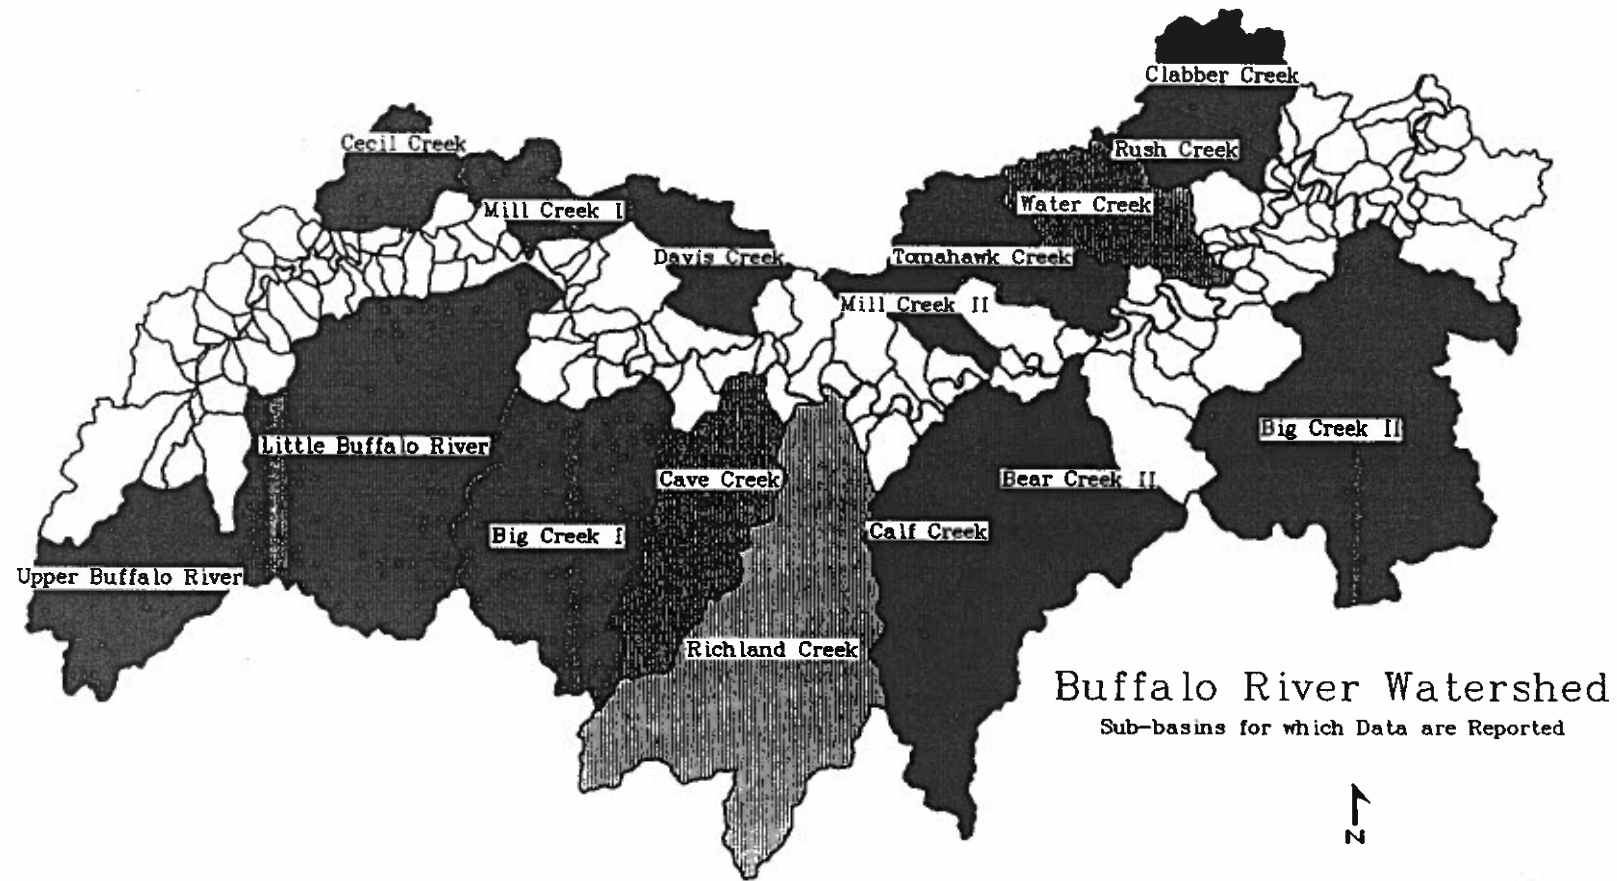 Clabber Creek
Cecil Creek
Rush Creek
Mill Creek I
Water Creek
Davis Creek
Tomahawk Creek
Mill Creek II
Little Buffalo River
Big Creek II
Cave Creek
Bear Creek II
Big Creek I
Calf Creek
Upper Buffalo River
Richland Creek
Buffalo River Watershed
Sub-basins for which Data are Reported
N